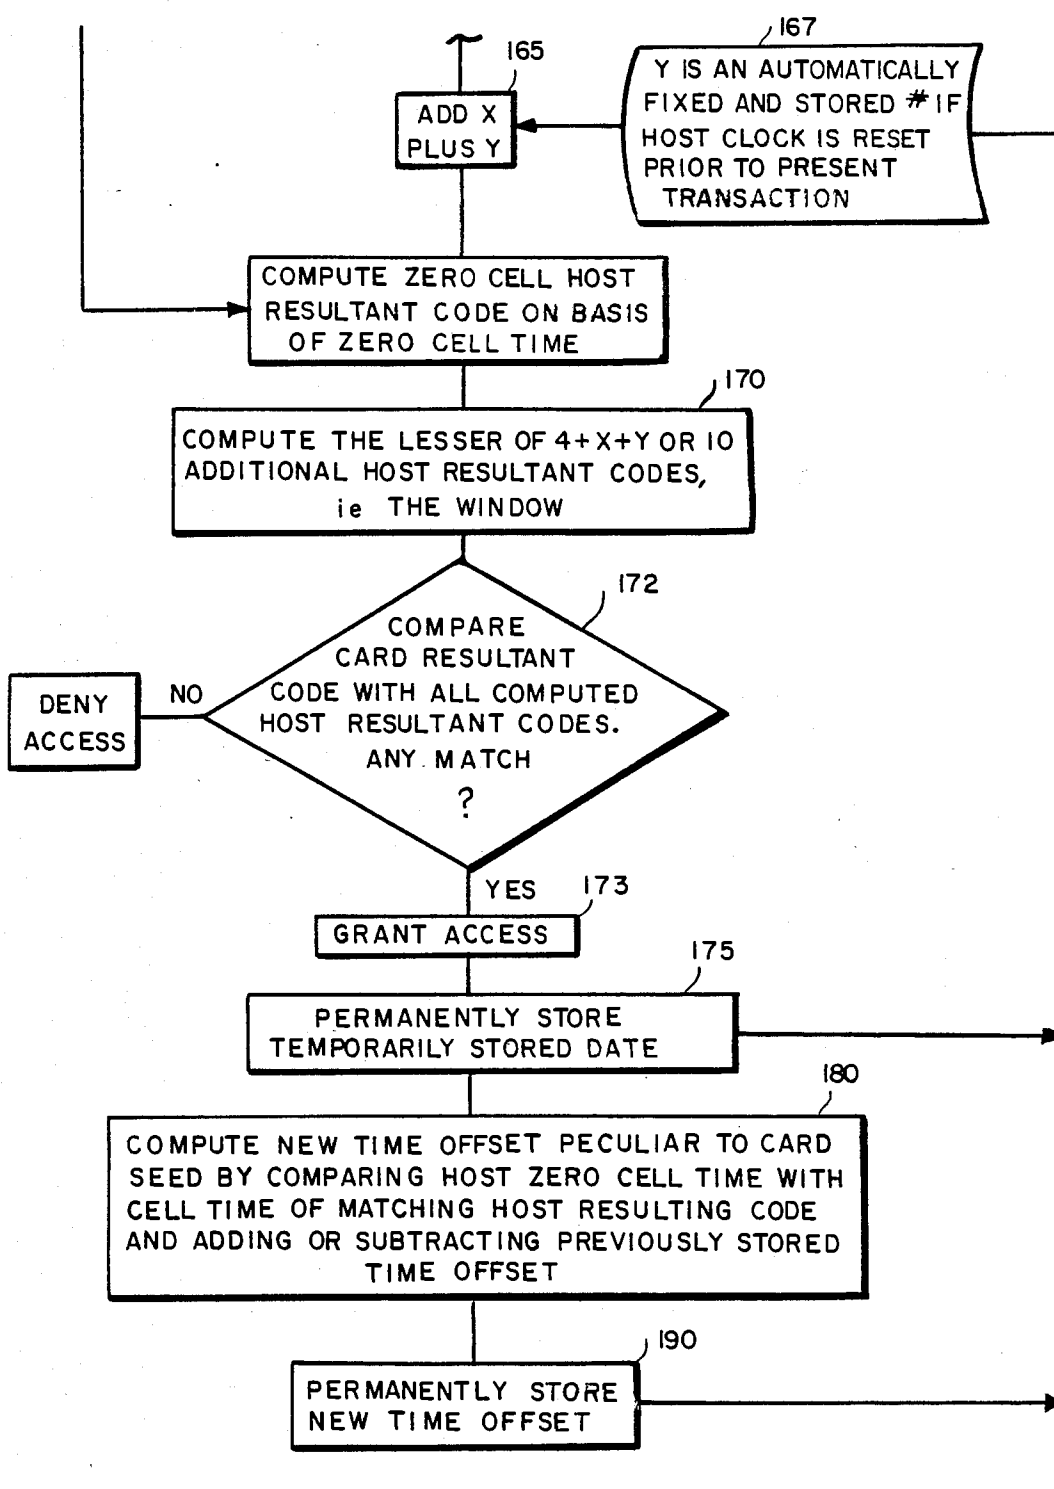 167
Y IS AN AUTOMATICALLY
FIXED AND STORED # IF
HOST CLOCK IS RESET
PRIOR TO PRESENT
TRANSACTION
165
ADD X
PLUS Y
COMPUTE ZERO CELL HOST
RESULTANT CODE ON BASIS
OF ZERO CELL TIME
170
COMPUTE THE LESSER OF 4+X+Y OR 10
ADDITIONAL HOST RESULTANT CODES,
ie THE WINDOW
172
COMPARE
CARD RESULTANT
CODE WITH ALL COMPUTED
HOST RESULTANT CODES.
ANY MATCH
?
NO
DENY
ACCESS
YES
173
GRANT ACCESS
175
PERMANENTLY STORE
TEMPORARILY STORED DATE
180
COMPUTE NEW TIME OFFSET PECULIAR TO CARD
SEED BY COMPARING HOST ZERO CELL TIME WITH
CELL TIME OF MATCHING HOST RESULTING CODE
AND ADDING OR SUBTRACTING PREVIOUSLY STORED
TIME OFFSET
190
PERMANENTLY STORE
NEW TIME OFFSET